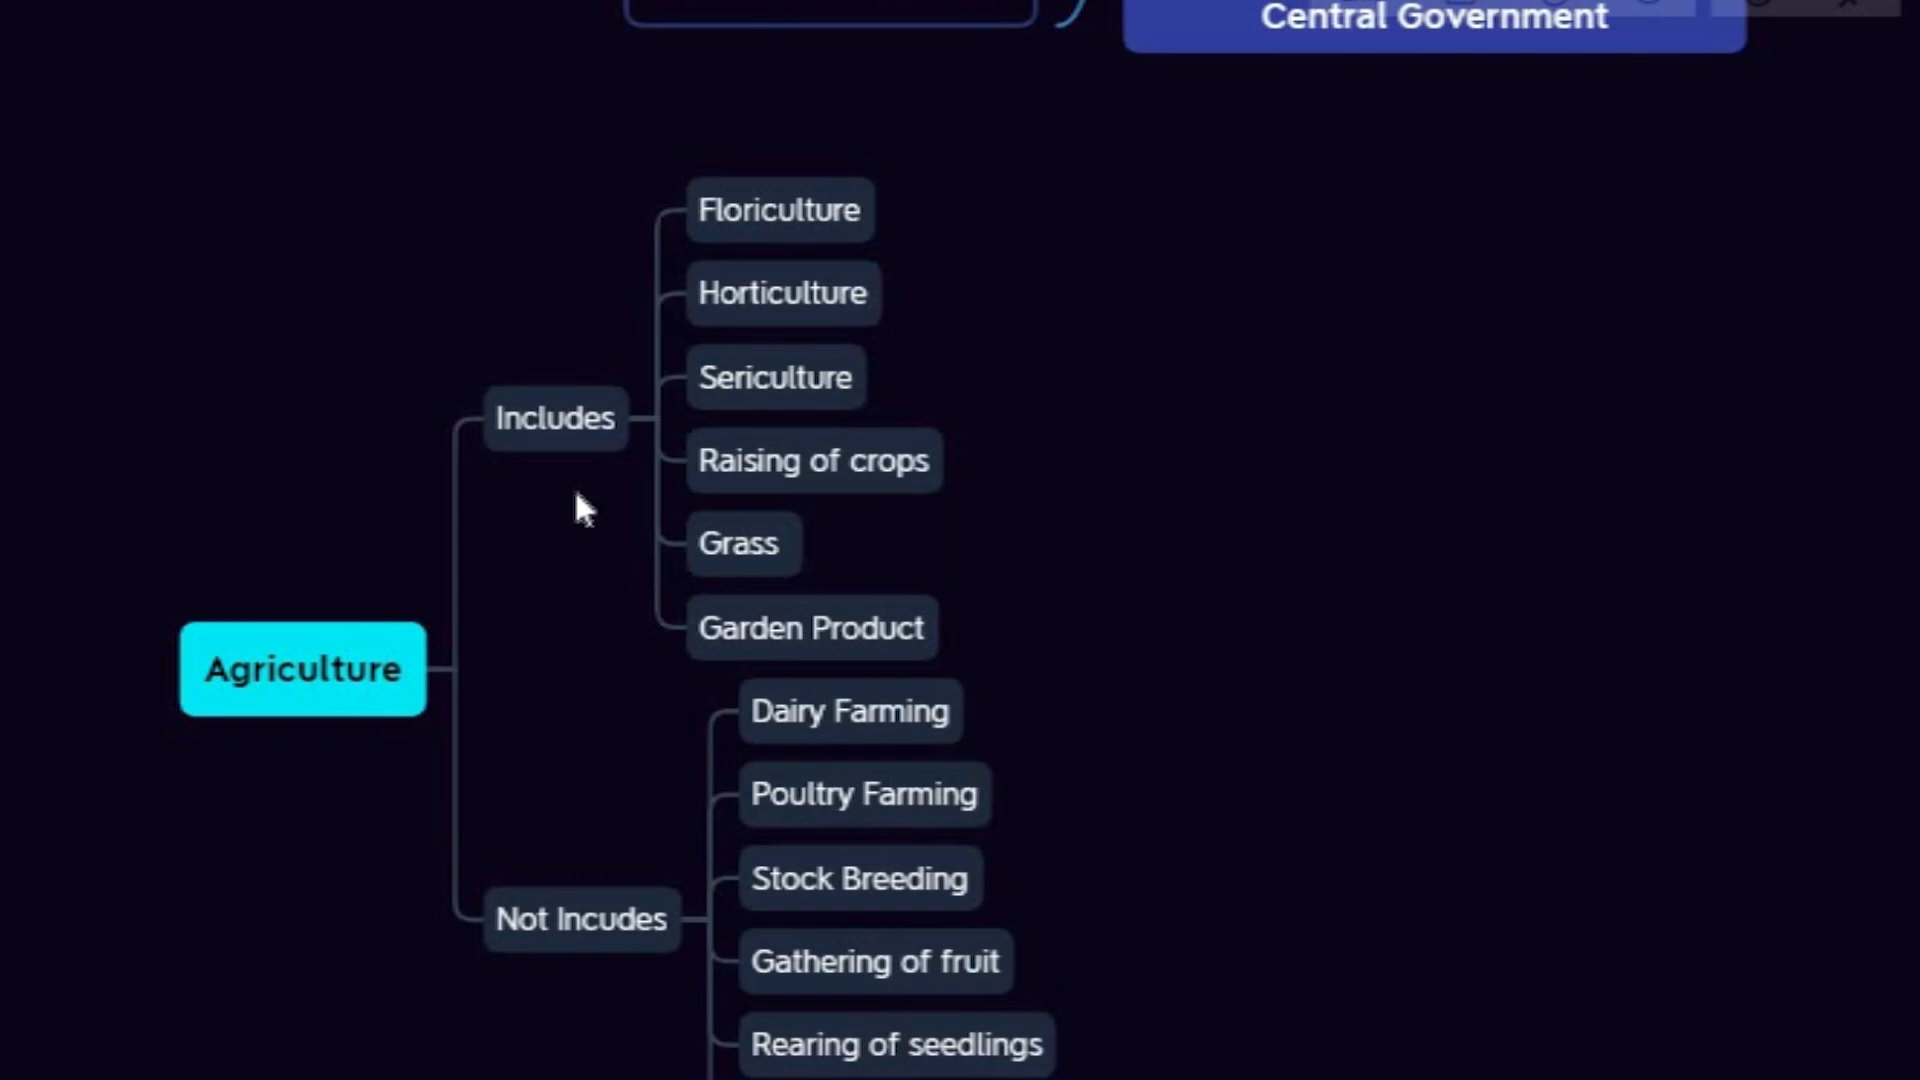 Central Government
Floriculture
Horticulture
Sericulture
Includes
Raising of crops
Grass
Garden Product
Agriculture
Dairy Farming
Poultry Farming
Stock Breeding
Not Incudes
Gathering of fruit
Rearing of seedlings